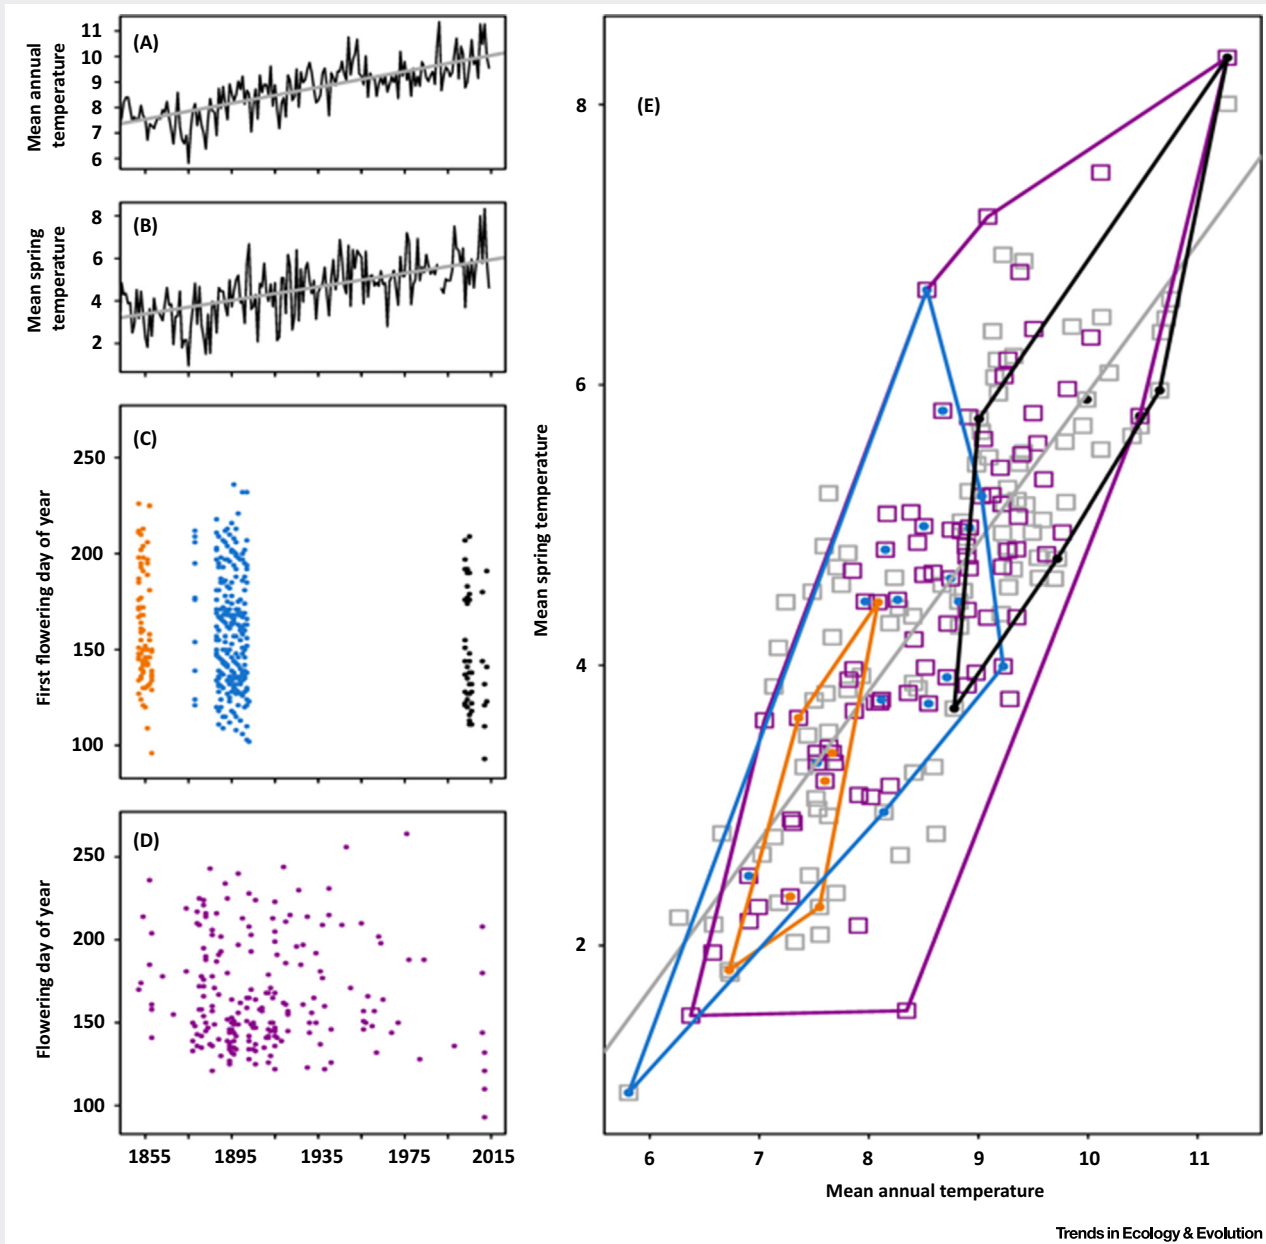 (A)
Mean annual
temperature
11
10
9
8
7
6
(B)
Mean spring
temperature
8
6
4
2
(C)
First flowering day of year
250
200
150
100
(D)
Flowering day of year
250
200
150
100
1855 1895 1935 1975 2015
(E)
Mean spring temperature
8
6
4
2
6 7 8 9 10 11
Mean annual temperature
Trends in Ecology & Evolution